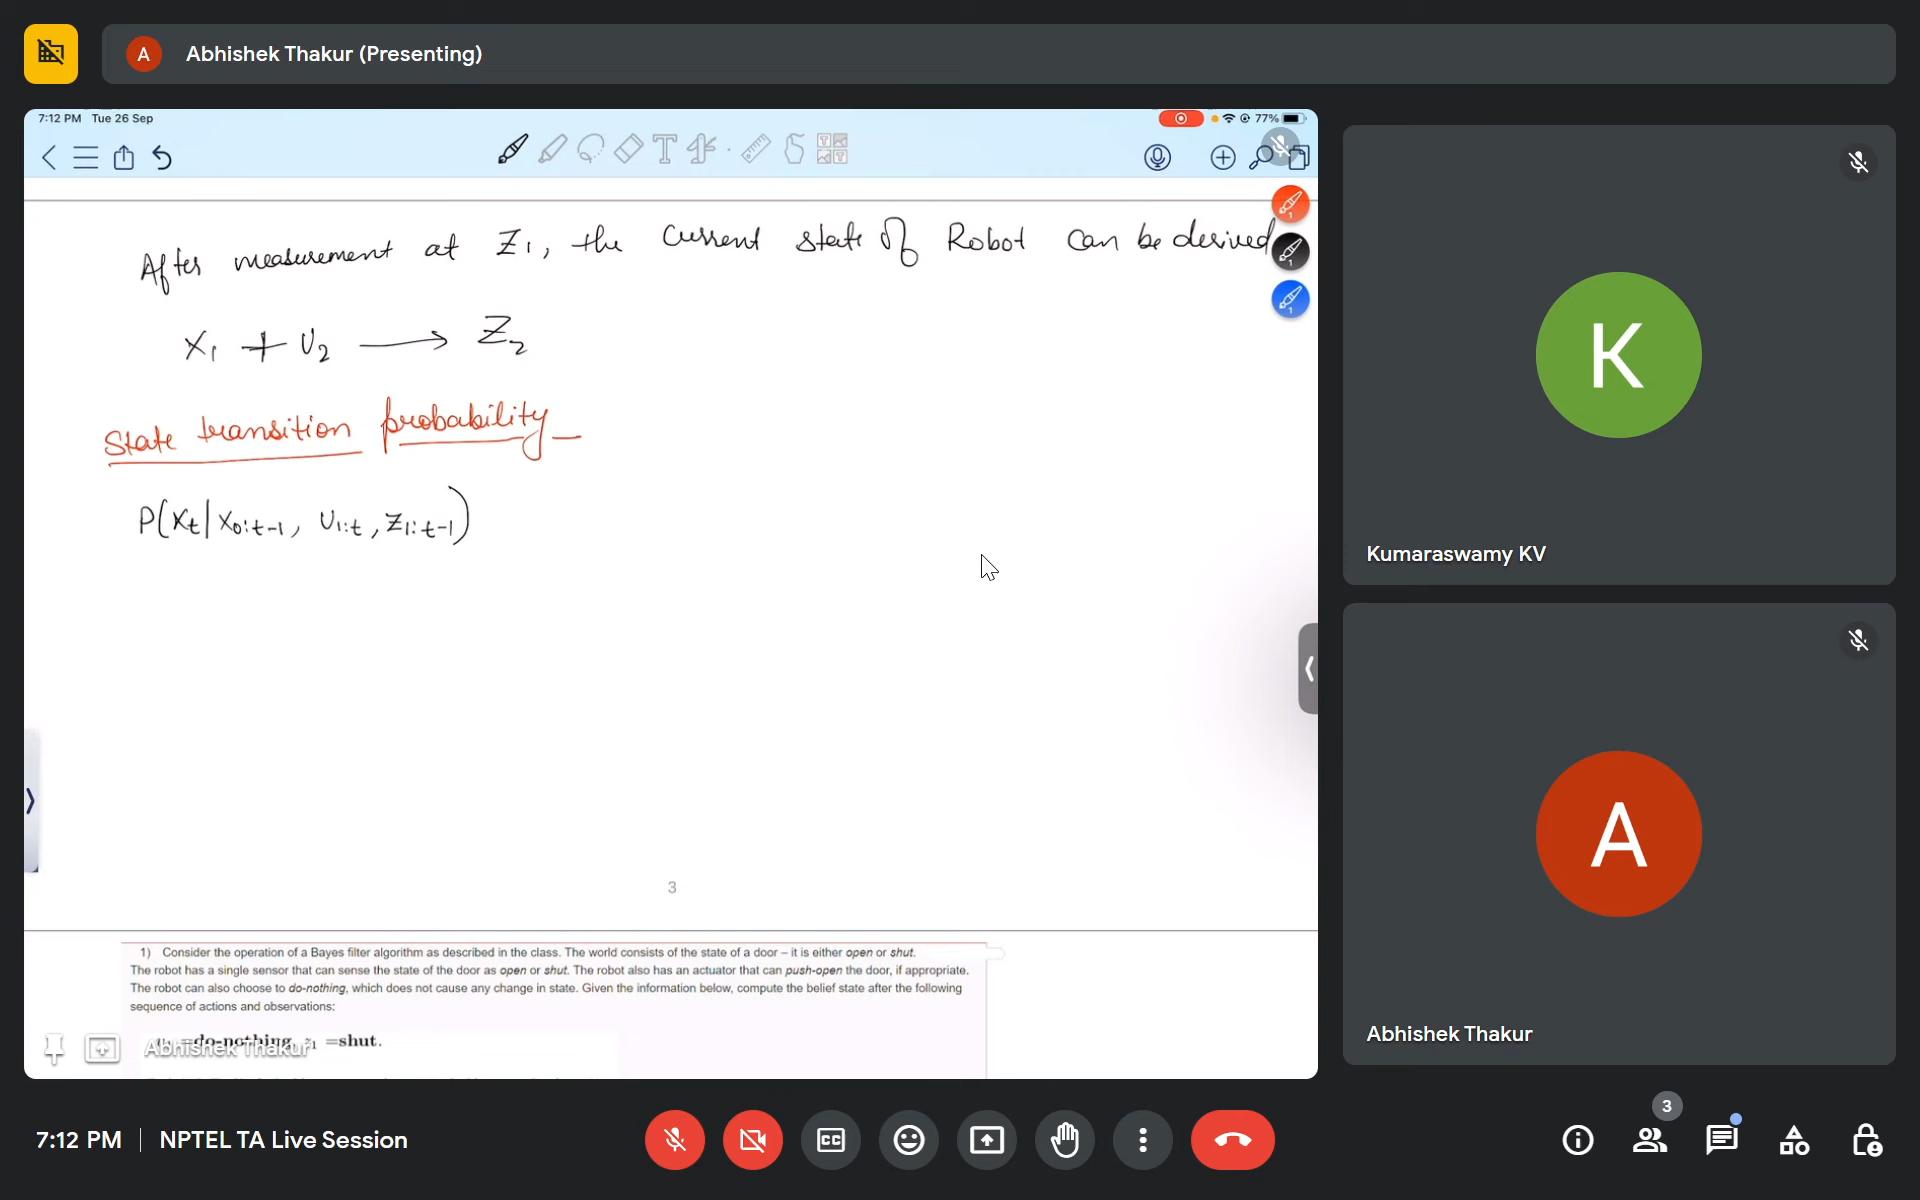 A
Abhishek Thakur (Presenting)
7:12 PM Tue 26 Sep
77%
After measurement at Z1, the current state of Robot can be derived
X1 + U2 ⟶ Z2
State transition probability -
P(Xt|X0:t-1, U1:t, Z1:t-1)
3
1) Consider the operation of a Bayes filter algorithm as described in the class. The world consists of the state of a door – it is either open or shut.
The robot has a single sensor that can sense the state of the door as open or shut. The robot also has an actuator that can push-open the door, if appropriate.
The robot can also choose to do-nothing, which does not cause any change in state. Given the information below, compute the belief state after the following
sequence of actions and observations:
=do-nothing, z1 =shut.
Abhishek Thakur
K
Kumaraswamy KV
A
Abhishek Thakur
7:12 PM | NPTEL TA Live Session
CC
3